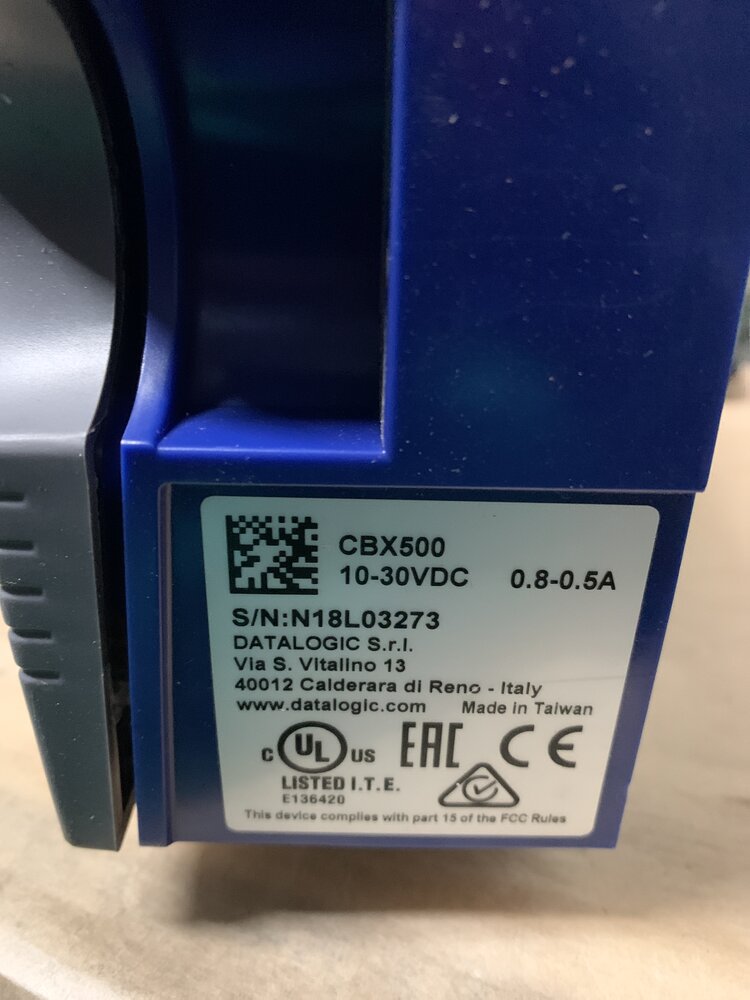 CBX500
10-30VDC 0.8-0.5A
S/N:N18L03273
DATALOGIC S.r.l.
Via S. Vitalino 13
40012 Calderara di Reno - Italy
www.datalogic.com Made in Taiwan
C UL US EAC CE
LISTED I.T.E.
E136420
This device complies with part 15 of the FCC Rules